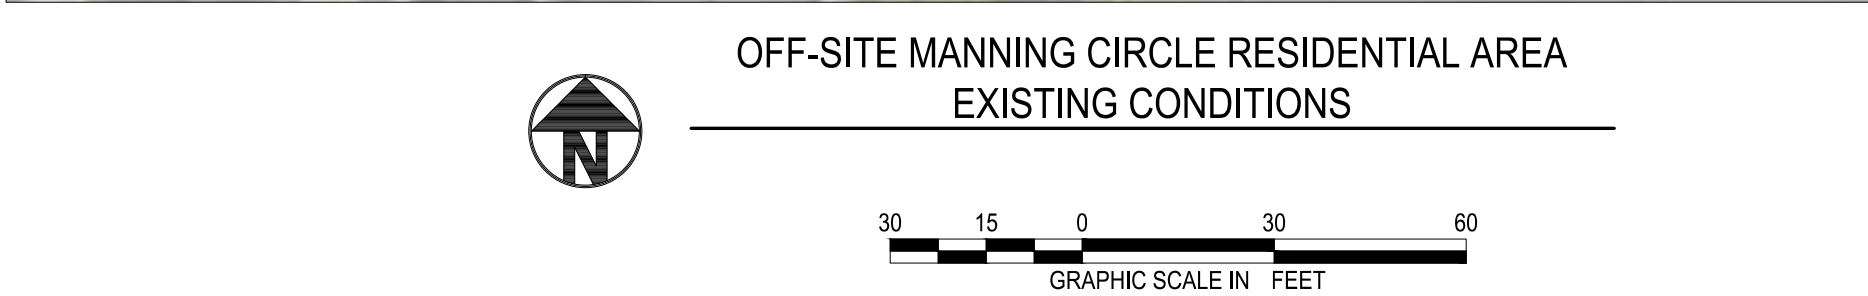 OFF-SITE MANNING CIRCLE RESIDENTIAL AREA
EXISTING CONDITIONS
N
30 15 0 30 60
GRAPHIC SCALE IN FEET